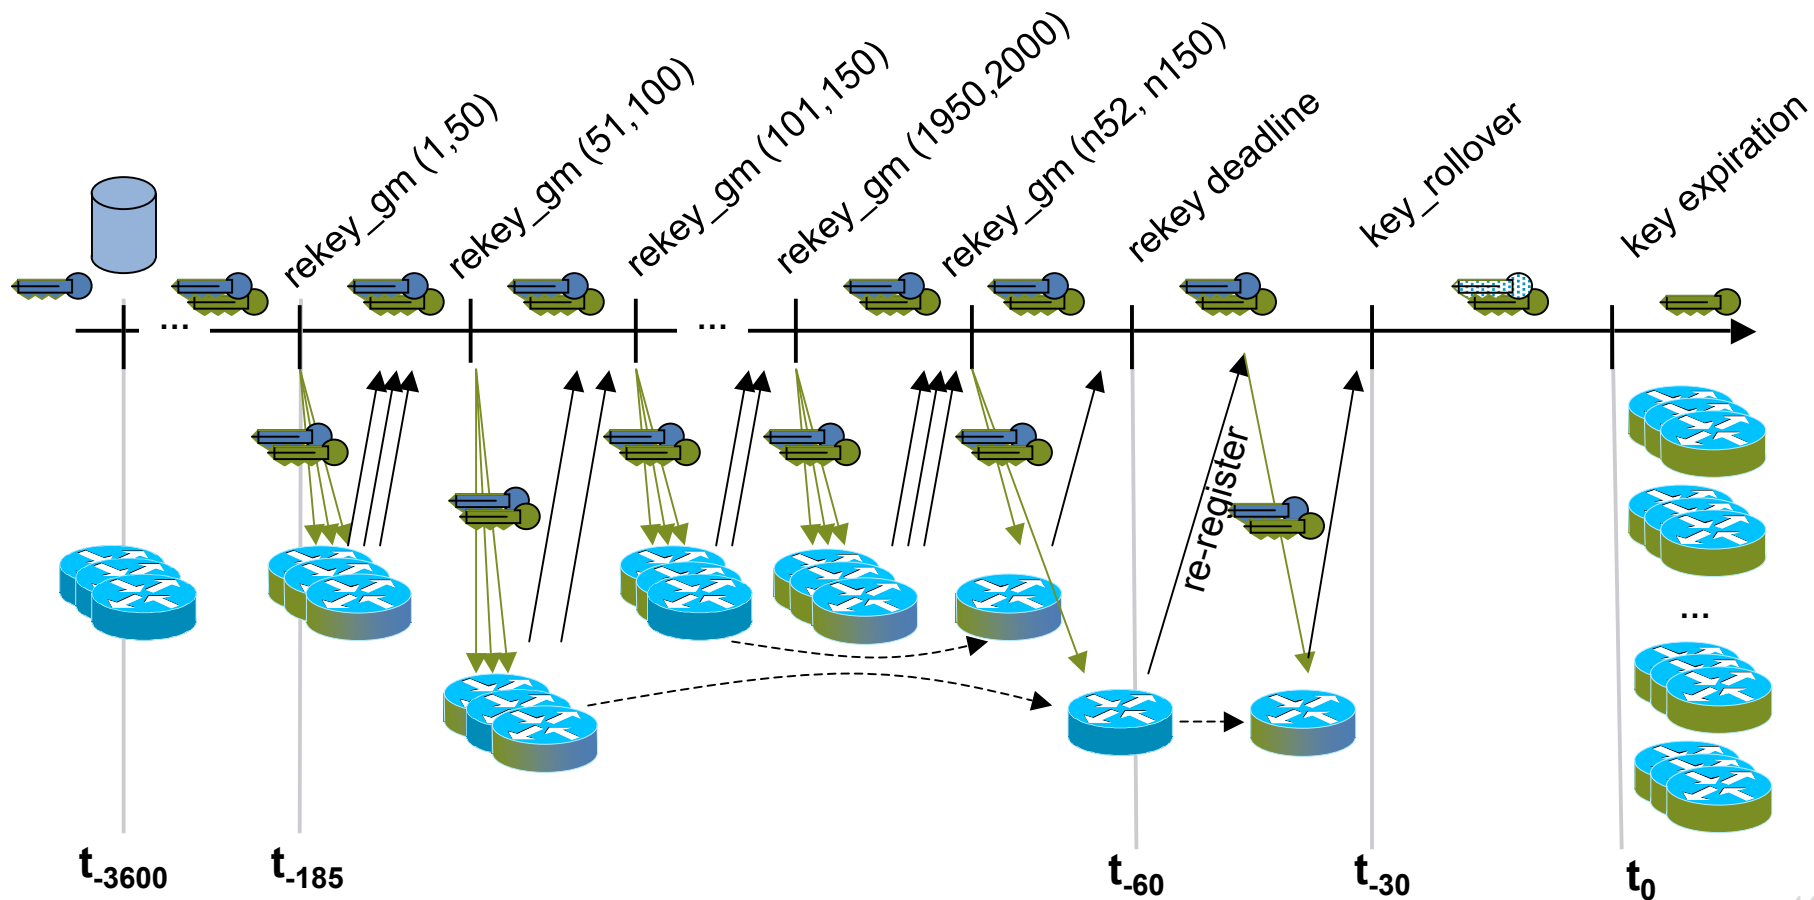 rekey_gm (1,50)
rekey_gm (51,100)
rekey_gm (101,150)
rekey_gm (1950,2000)
rekey_gm (n52, n150)
rekey deadline
key_rollover
key expiration
...
...
re-register
...
t-3600
t-185
t-60
t-30
t0